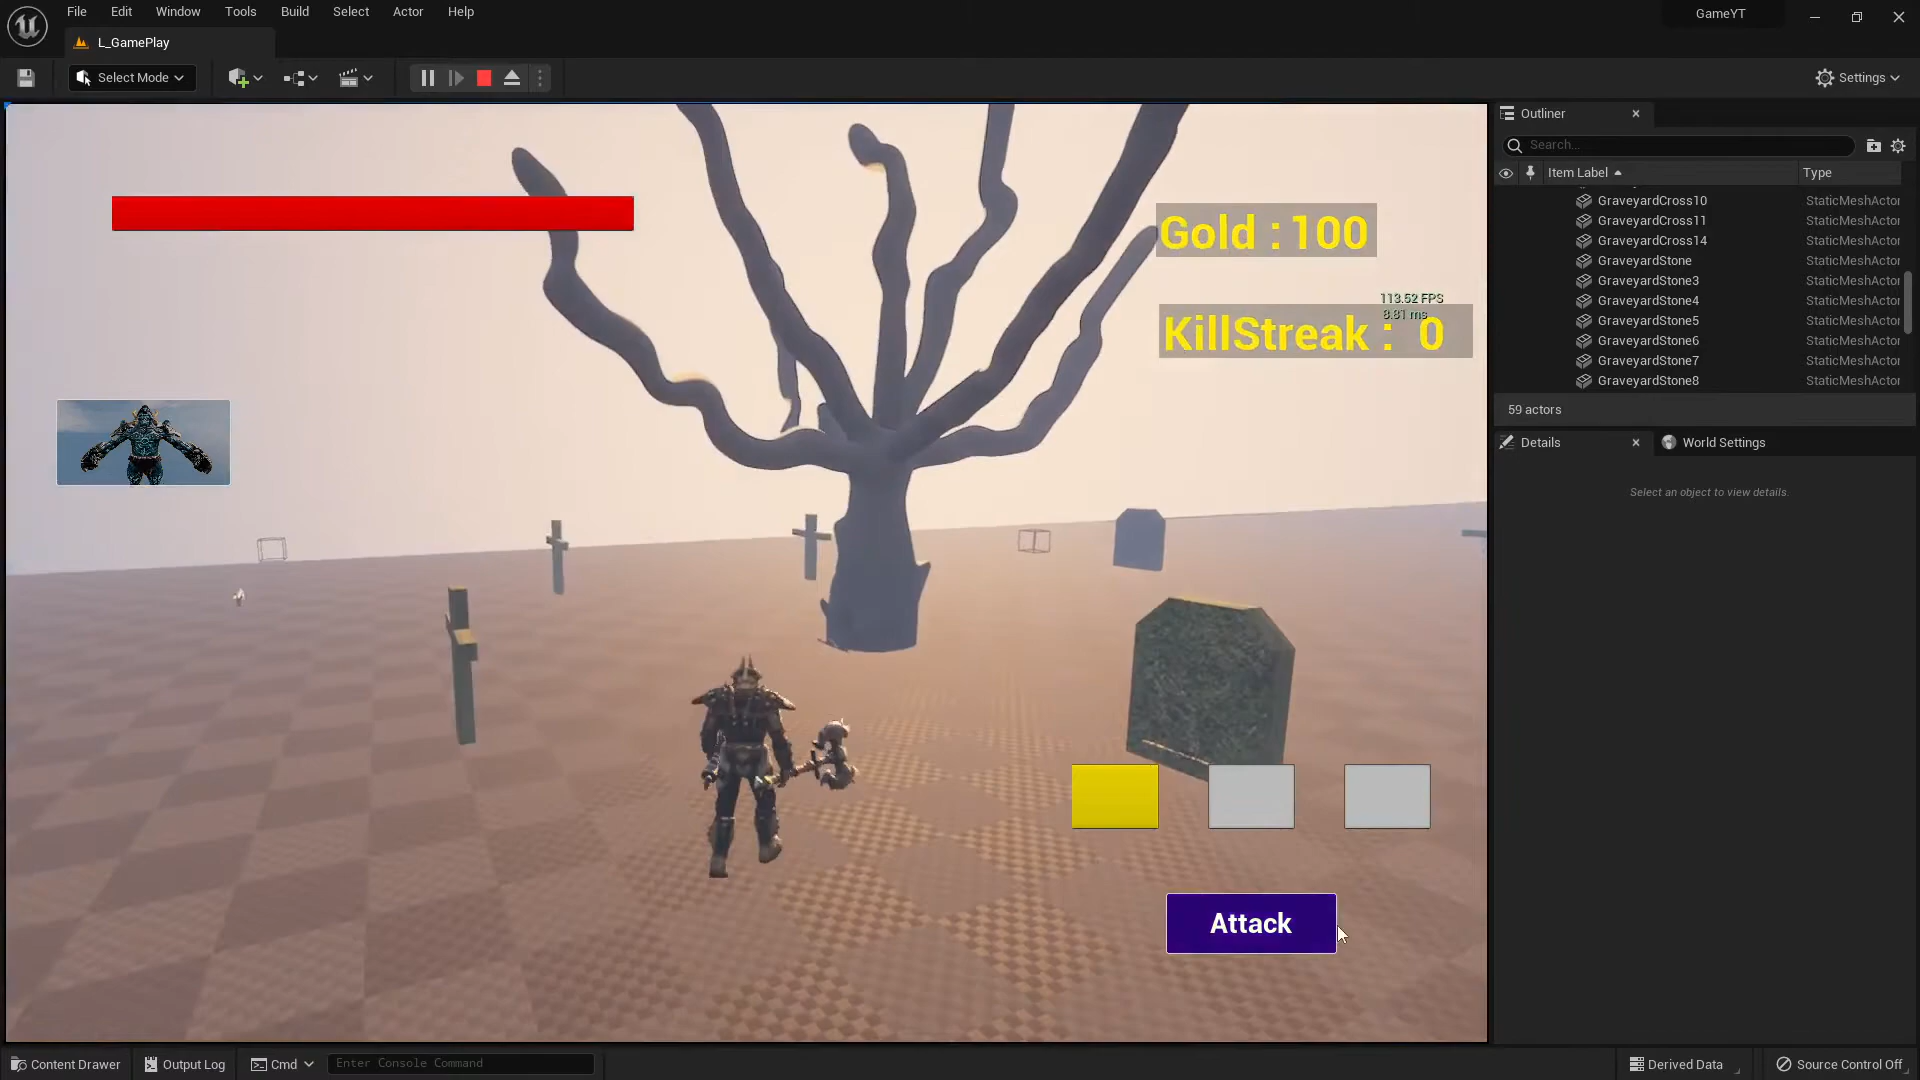 File Edit Window Tools Build Select Actor Help
GameYT
L_GamePlay
Select Mode
Settings
Outliner
Search...
Item Label
Type
GraveyardCross10 StaticMeshActor
GraveyardCross11 StaticMeshActor
GraveyardCross14 StaticMeshActor
GraveyardStone StaticMeshActor
GraveyardStone3 StaticMeshActor
GraveyardStone4 StaticMeshActor
GraveyardStone5 StaticMeshActor
GraveyardStone6 StaticMeshActor
GraveyardStone7 StaticMeshActor
GraveyardStone8 StaticMeshActor
59 actors
Details
World Settings
Select an object to view details.
Gold : 100
113.52 FPS
8.81 ms
KillStreak : 0
Attack
Content Drawer
Output Log
Cmd
Enter Console Command
Derived Data
Source Control Off